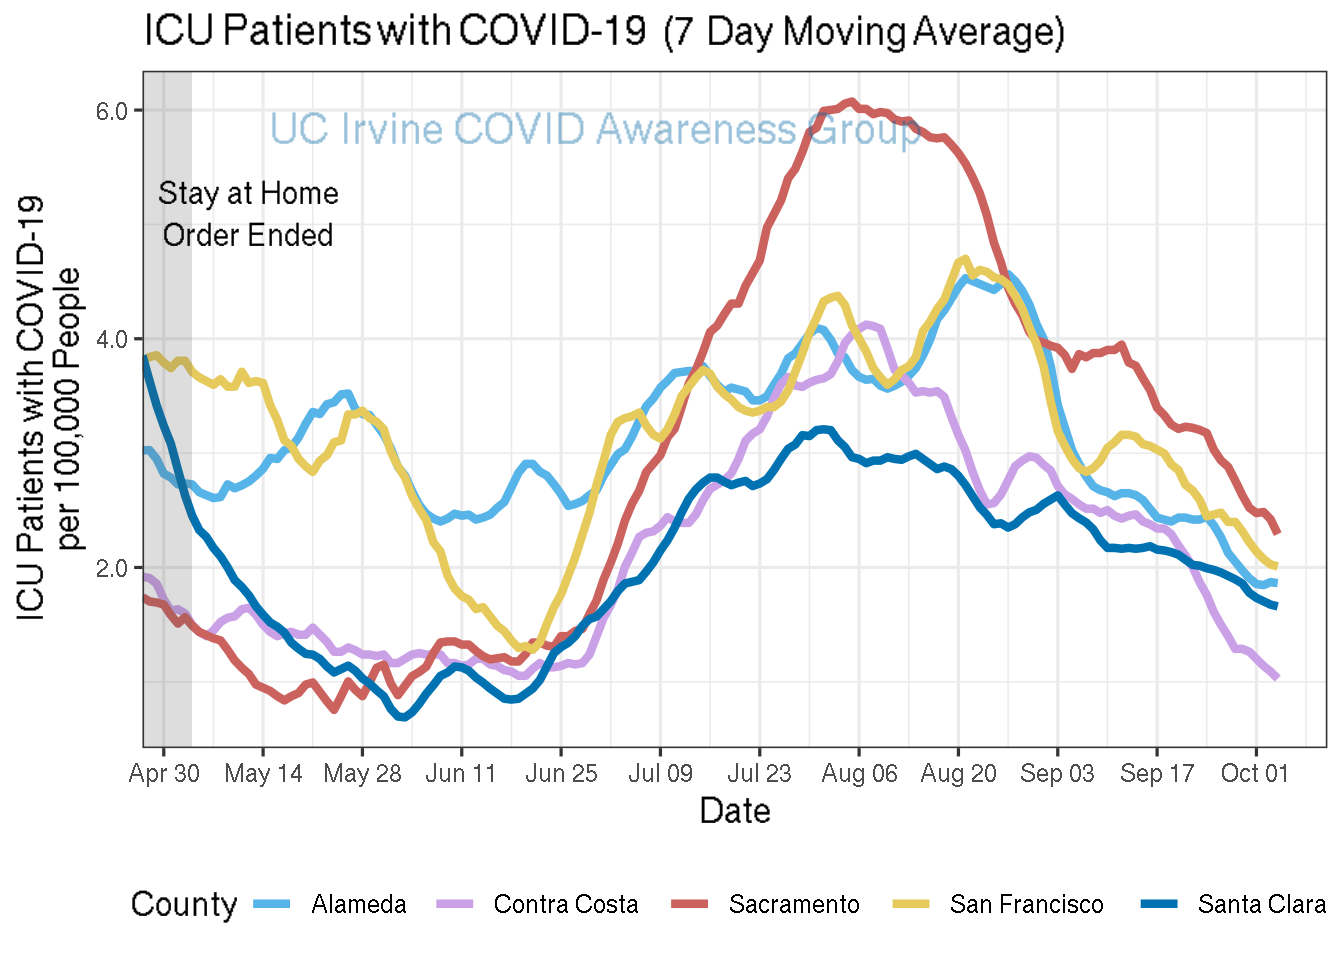 ICU Patients with COVID-19 (7 Day Moving Average)
UC Irvine COVID Awareness Group
Stay at Home
Order Ended
ICU Patients with COVID-19
per 100,000 People
6.0
4.0
2.0
Apr 30 May 14 May 28 Jun 11 Jun 25 Jul 09 Jul 23 Aug 06 Aug 20 Sep 03 Sep 17 Oct 01
Date
County Alameda Contra Costa Sacramento San Francisco Santa Clara